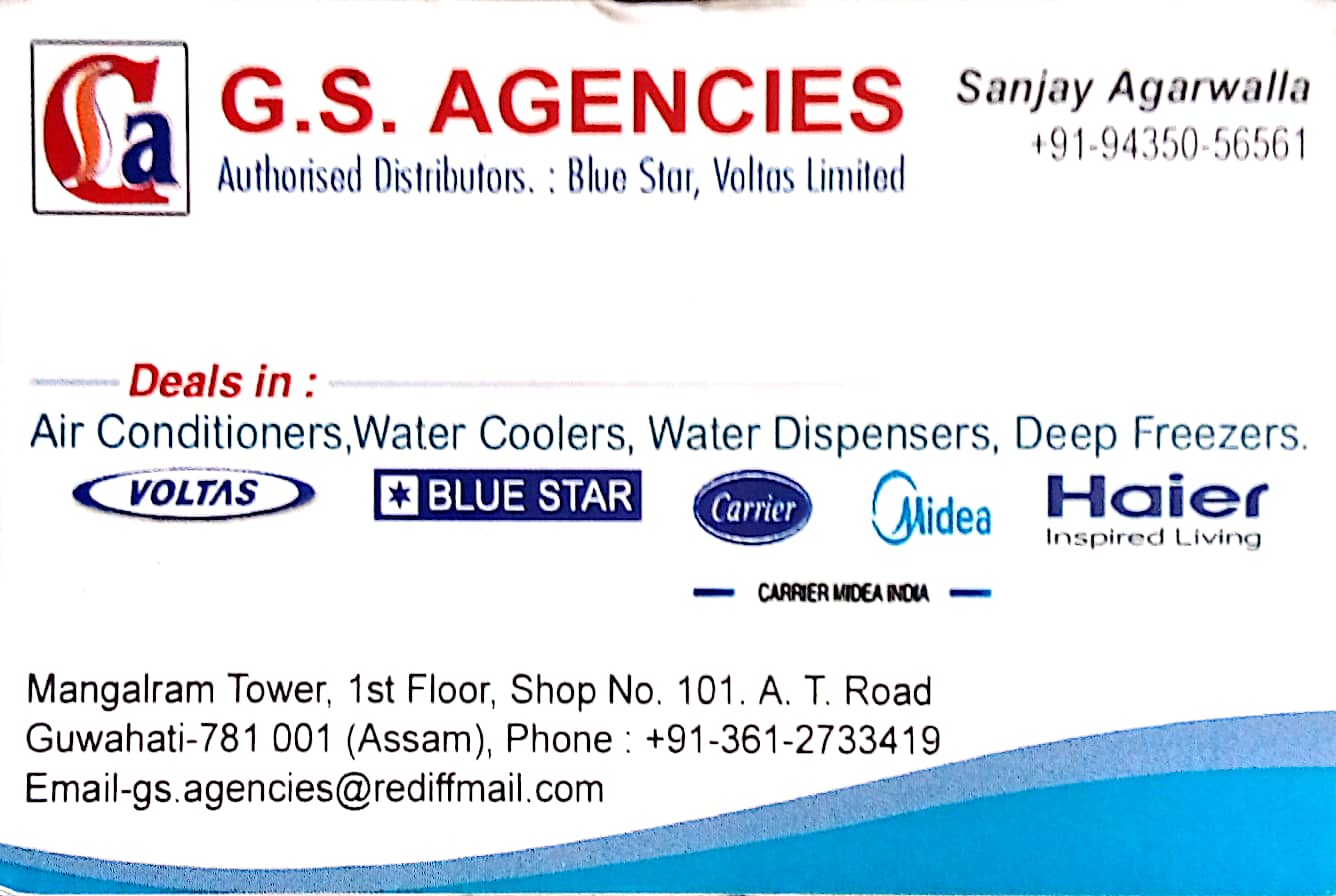 Ca
G.S. AGENCIES
Sanjay Agarwalla
+91-94350-56561
Authorised Distributors. : Blue Star, Voltas Limited
Deals in :
Air Conditioners,Water Coolers, Water Dispensers, Deep Freezers.
VOLTAS
BLUE STAR
Carrier
Midea
Haier
Inspired Living
CARRIER MIDEA INDIA
Mangalram Tower, 1st Floor, Shop No. 101. A. T. Road
Guwahati-781 001 (Assam), Phone : +91-361-2733419
Email-gs.agencies@rediffmail.com